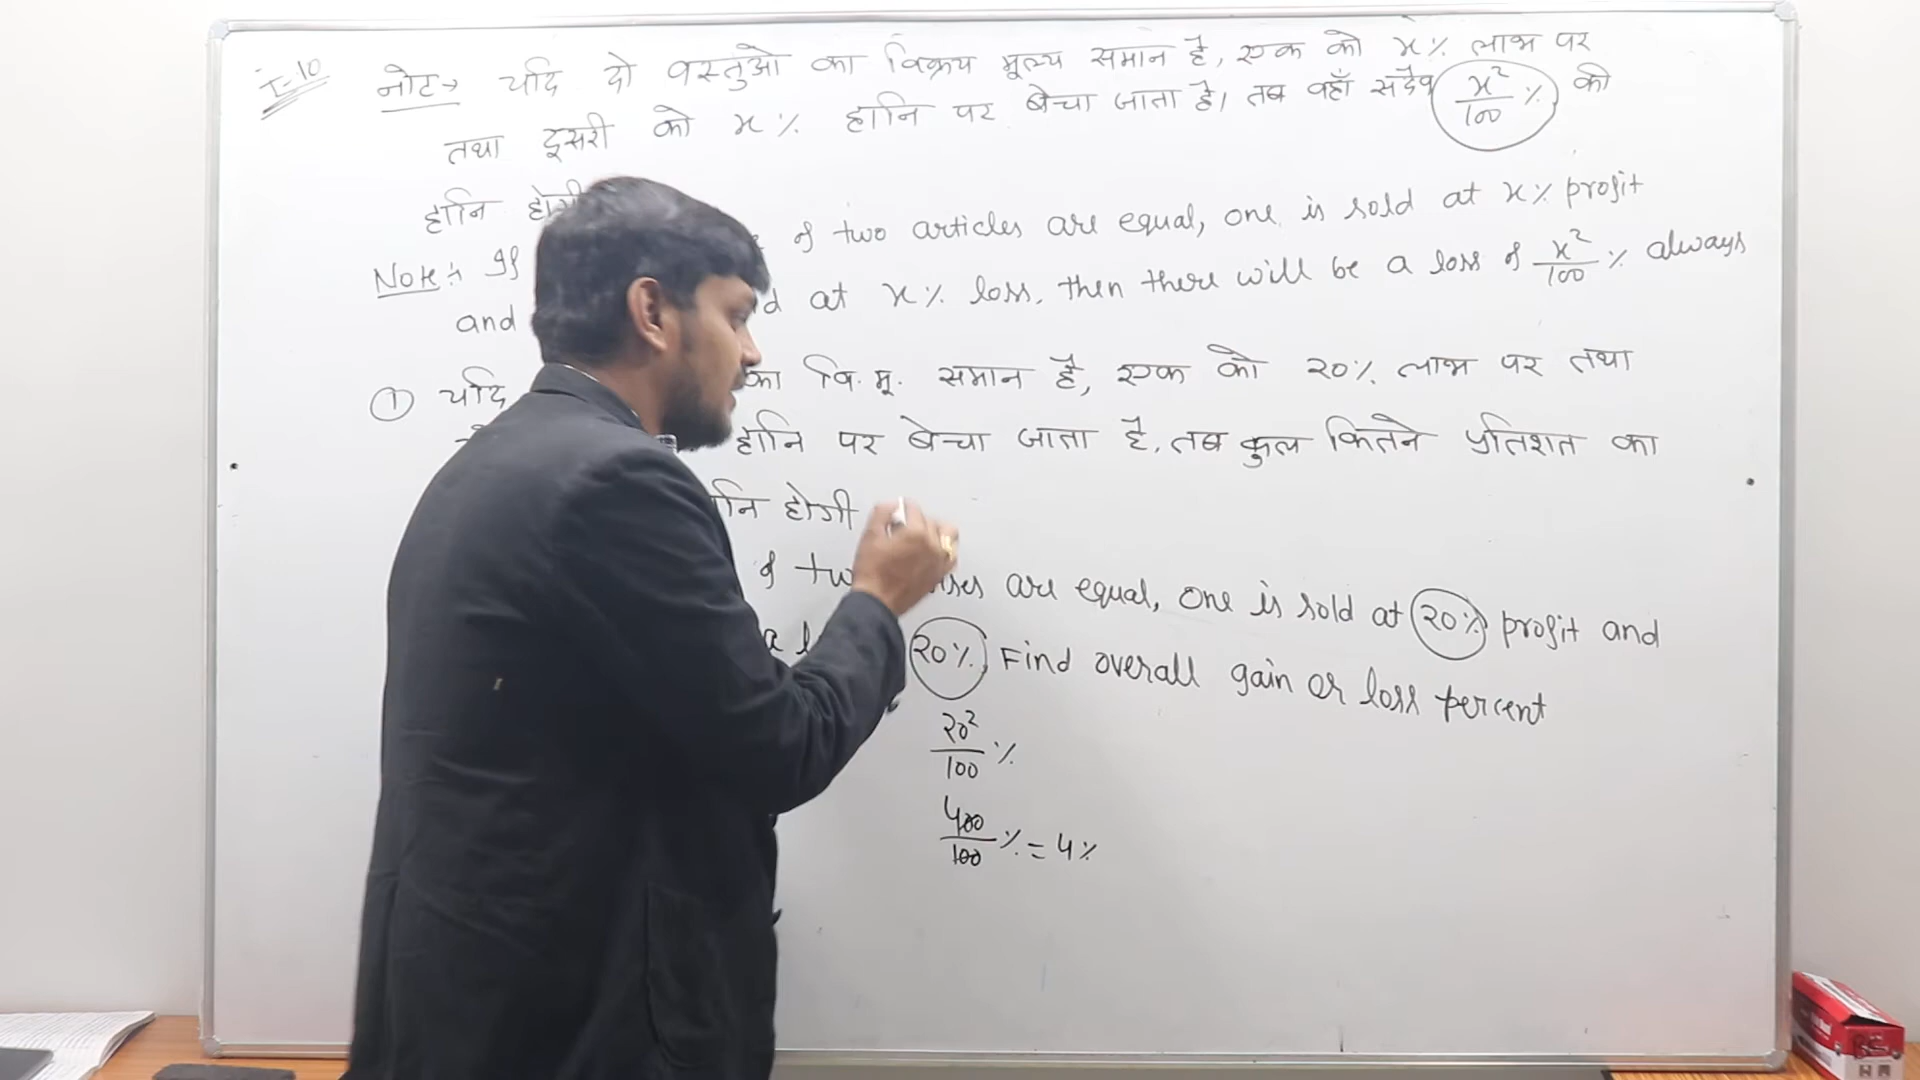 T-10
नोट→ यदि दो वस्तुओ का विक्रय मूल्य समान है, एक को x% लाभ पर
तथा दूसरी को x% हानि पर बेचा जाता है। तब वहाँ सदैव x²/100 % की
हानि होगी
Note:- If of two articles are equal, one is sold at x% profit
and at x% loss, then there will be a loss of x²/100 % always
① यदि का वि. मू. समान है, एक को 20% लाभ पर तथा
हानि पर बेचा जाता है, तब कुल कितने प्रतिशत का
होगी
of are equal, one is sold at 20% profit and
a 20%. Find overall gain or loss percent
20²/100 %
400/100 % = 4%